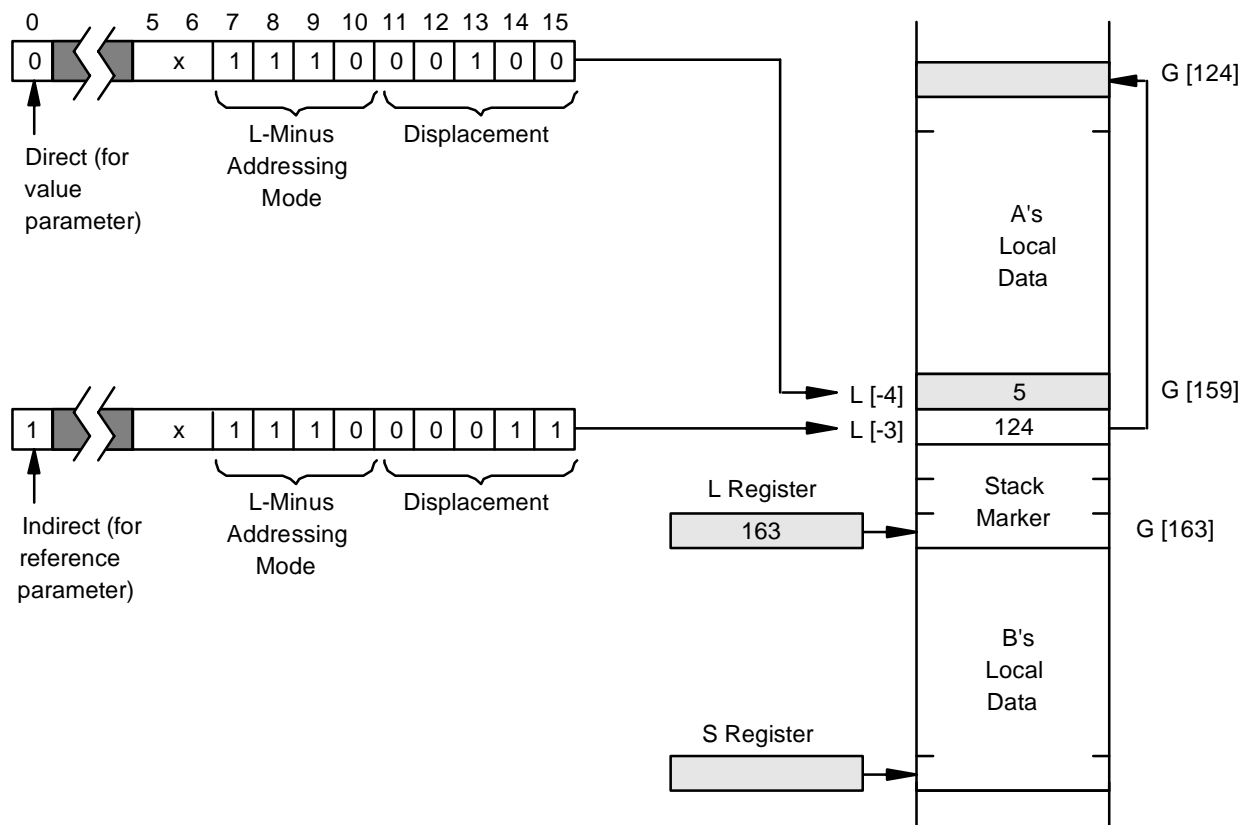 0 5 6 7 8 9 10 11 12 13 14 15
0 x 1 1 1 0 0 0 1 0 0
L-Minus
Addressing
Mode
Displacement
Direct (for
value
parameter)
G [124]
A's
Local
Data
L [-4] 5 G [159]
1 x 1 1 1 0 0 0 0 1 1
L [-3] 124
L-Minus
Addressing
Mode
Displacement
Indirect (for
reference
parameter)
L Register
163
Stack
Marker
G [163]
B's
Local
Data
S Register